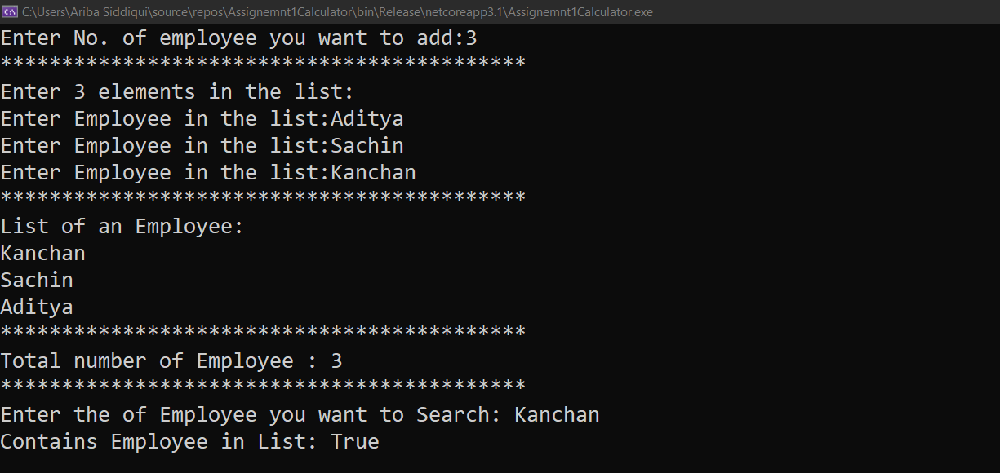 C:\Users\Ariba Siddiqui\source\repos\Assignemnt1Calculator\bin\Release\netcoreapp3.1\Assignemnt1Calculator.exe
Enter No. of employee you want to add:3
*******************************************
Enter 3 elements in the list:
Enter Employee in the list:Aditya
Enter Employee in the list:Sachin
Enter Employee in the list:Kanchan
*******************************************
List of an Employee:
Kanchan
Sachin
Aditya
*******************************************
Total number of Employee : 3
*******************************************
Enter the of Employee you want to Search: Kanchan
Contains Employee in List: True